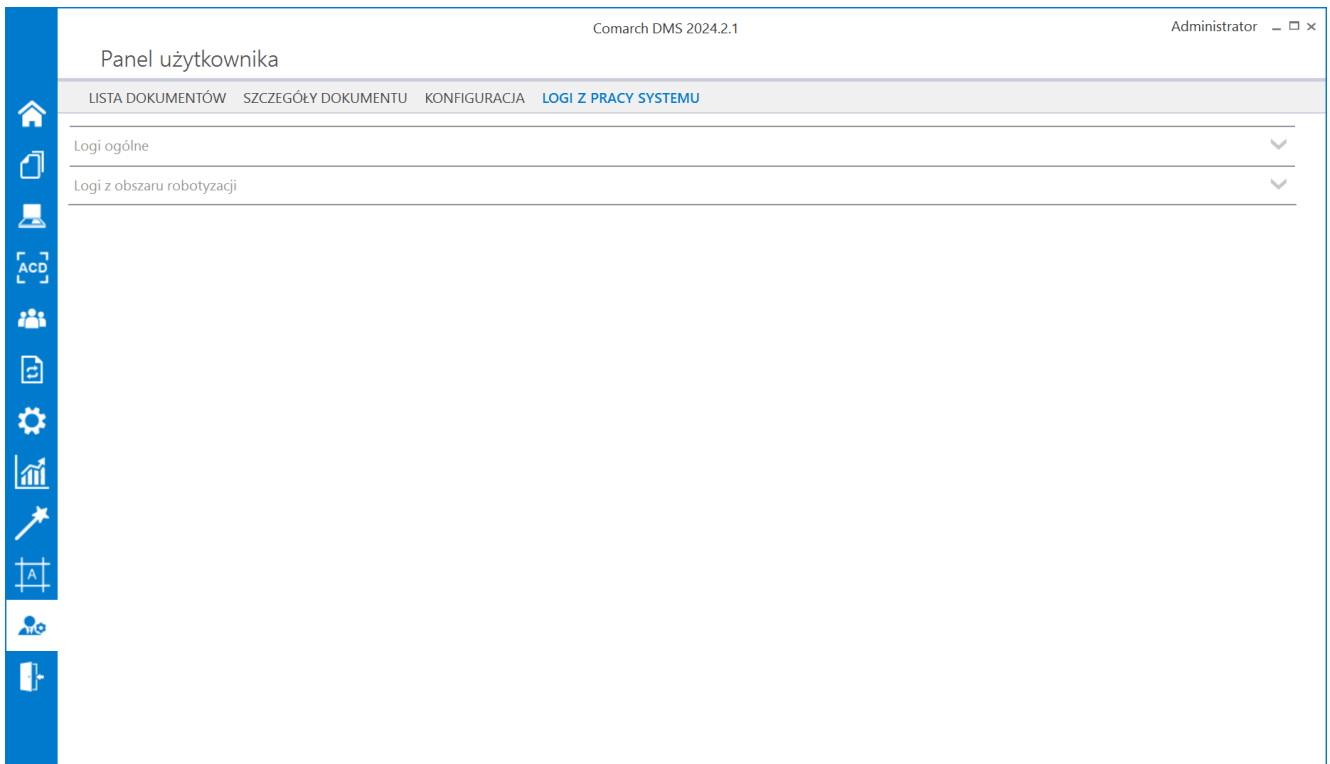 Comarch DMS 2024.2.1
Administrator
Panel użytkownika
LISTA DOKUMENTÓW SZCZEGÓŁY DOKUMENTU KONFIGURACJA LOGI Z PRACY SYSTEMU
Logi ogólne
Logi z obszaru robotyzacji
ACD
A